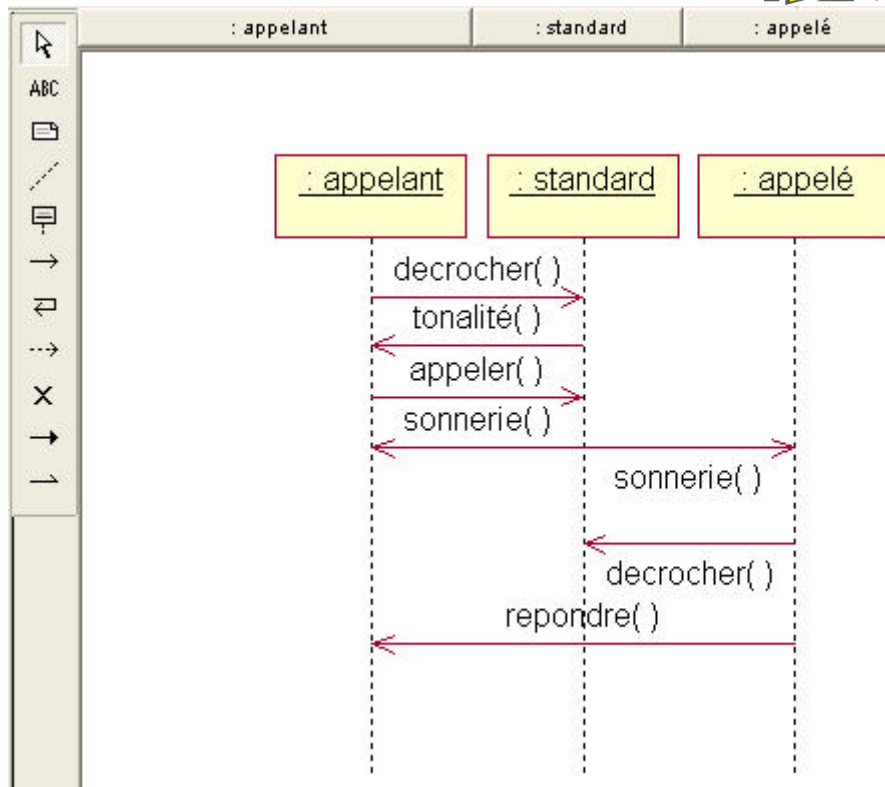 : appelant : standard : appelé
ABC
: appelant : standard : appelé
decrocher( )
tonalité( )
appeler( )
sonnerie( )
sonnerie( )
decrocher( )
repondre( )